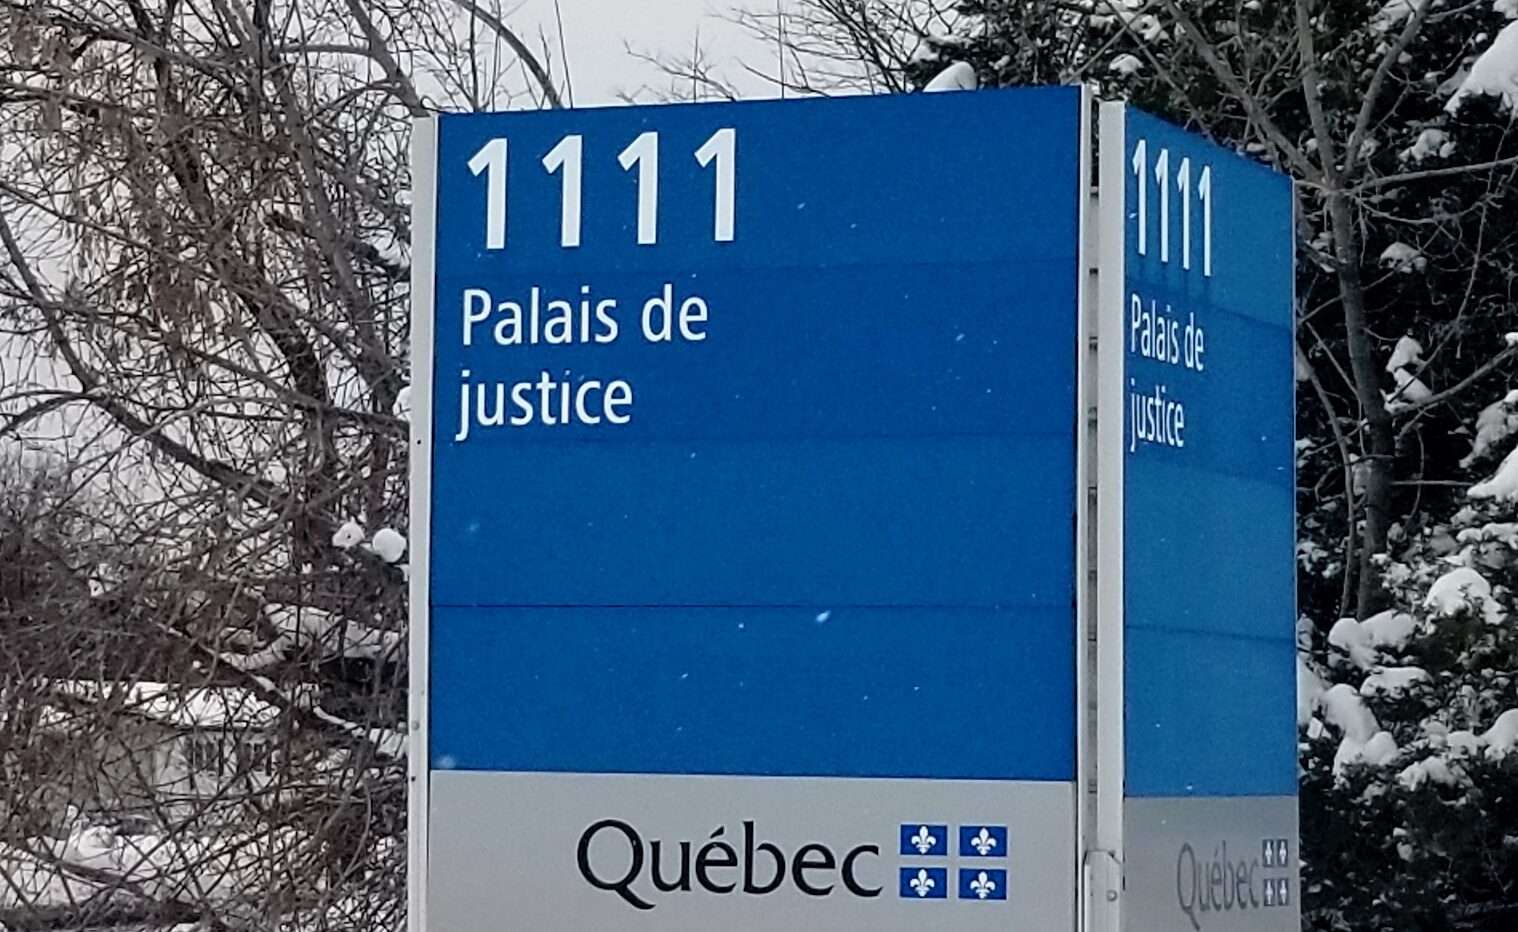 1111
Palais de
justice
Québec
1111
Palais de
justice
Québec